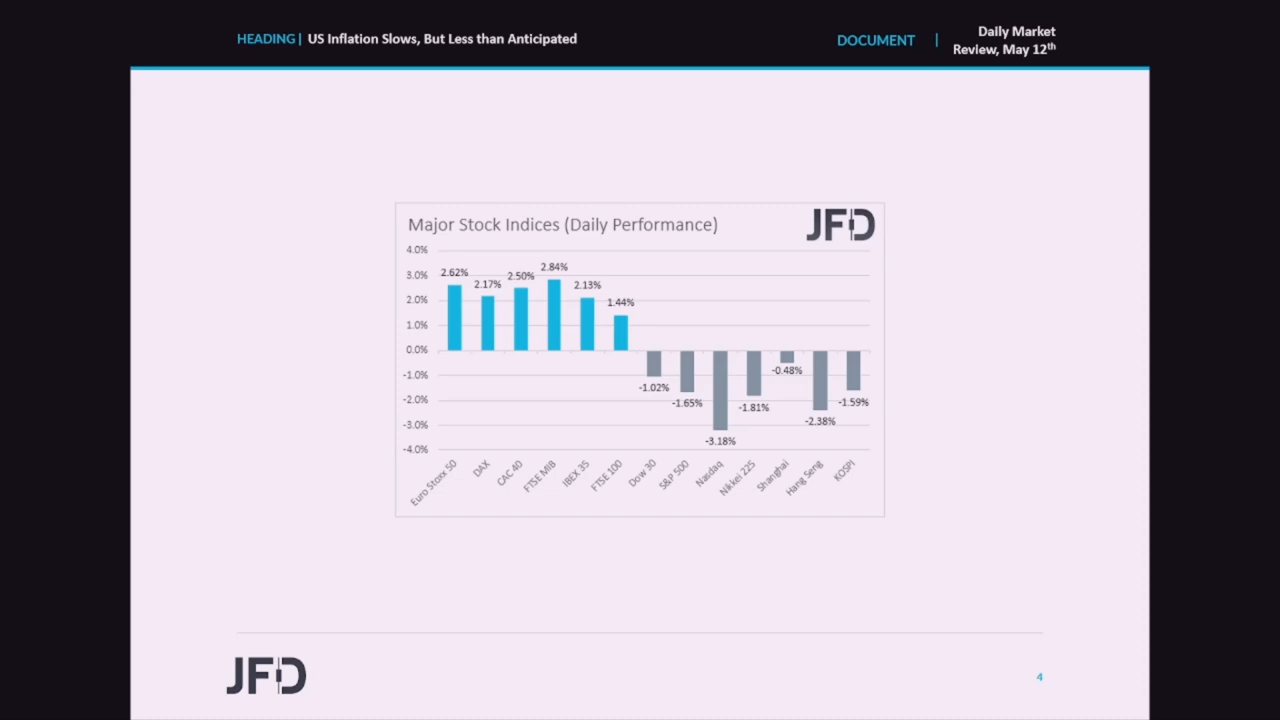 HEADING| US Inflation Slows, But Less than Anticipated
DOCUMENT | Daily Market
Review, May 12th
Major Stock Indices (Daily Performance)
JFD
4.0%
3.0%
2.0%
1.0%
0.0%
-1.0%
-2.0%
-3.0%
-4.0%
2.62%
2.17%
2.50%
2.84%
2.13%
1.44%
-1.02%
-1.65%
-3.18%
-1.81%
-0.48%
-2.38%
-1.59%
Euro Stoxx 50
DAX
CAC 40
FTSE MIB
IBEX 35
FTSE 100
Dow 30
S&P 500
Nasdaq
Nikkei 225
Shanghai
Hang Seng
KOSPI
JFD
4